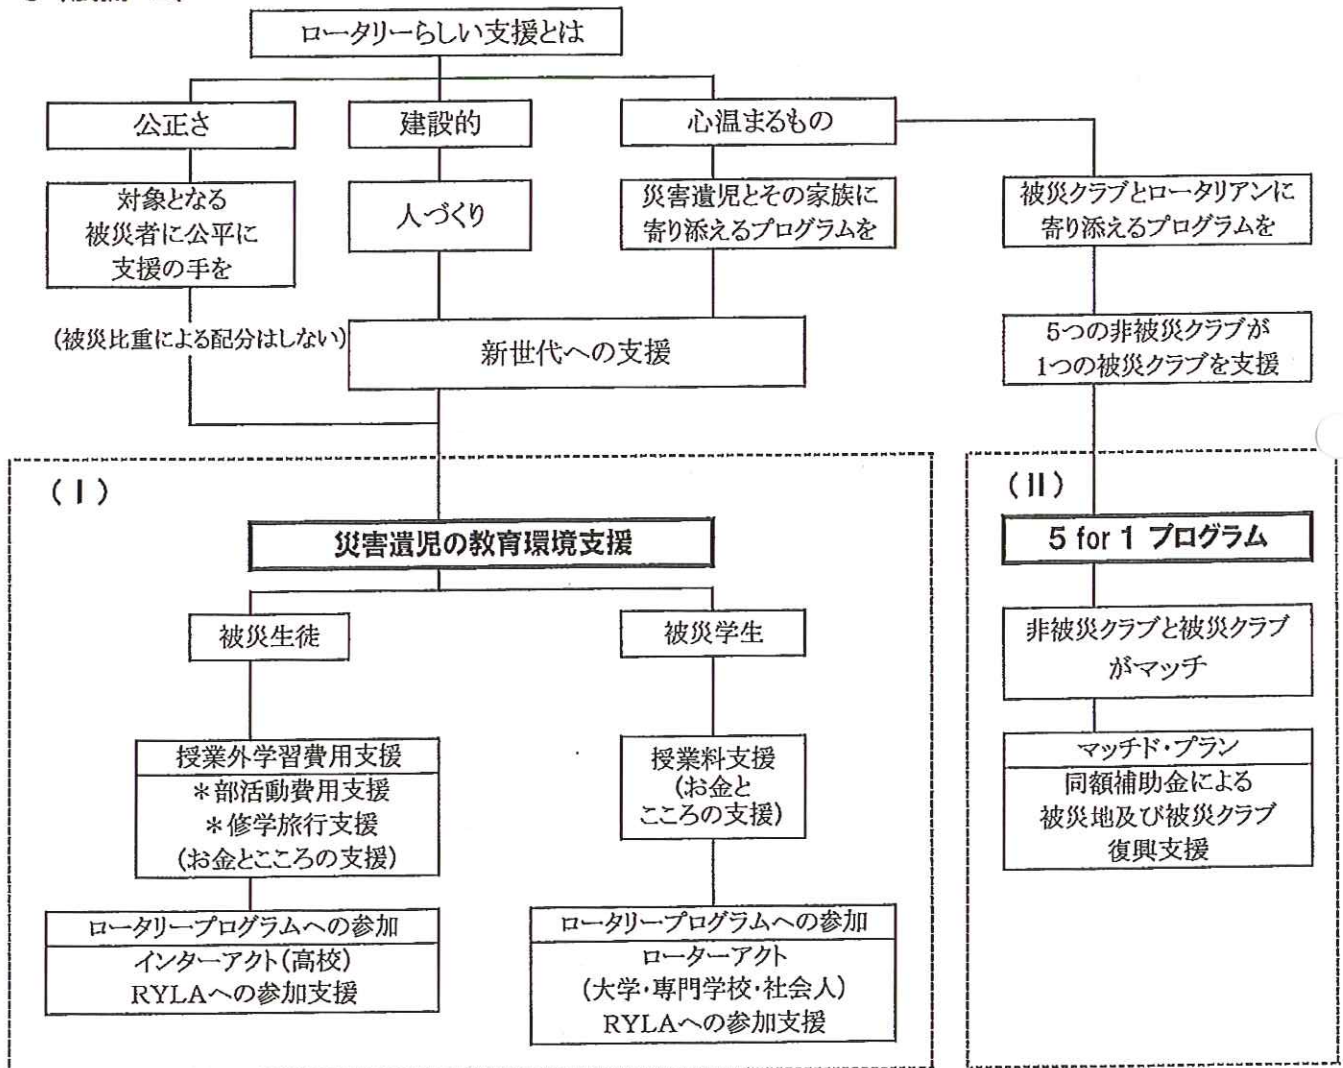 ロータリーらしい支援とは
公正さ
建設的
心温まるもの
対象となる
被災者に公平に
支援の手を
人づくり
災害遺児とその家族に
寄り添えるプログラムを
被災クラブとロータリアンに
寄り添えるプログラムを
(被災比重による配分はしない)
新世代への支援
5つの非被災クラブが
1つの被災クラブを支援
(Ⅰ)
災害遺児の教育環境支援
被災生徒
被災学生
授業外学習費用支援
＊部活動費用支援
＊修学旅行支援
(お金とこころの支援)
授業料支援
(お金と
こころの支援)
ロータリープログラムへの参加
インターアクト(高校)
RYLAへの参加支援
ロータリープログラムへの参加
ローターアクト
(大学・専門学校・社会人)
RYLAへの参加支援
(Ⅱ)
5 for 1 プログラム
非被災クラブと被災クラブ
がマッチ
マッチド・プラン
同額補助金による
被災地及び被災クラブ
復興支援